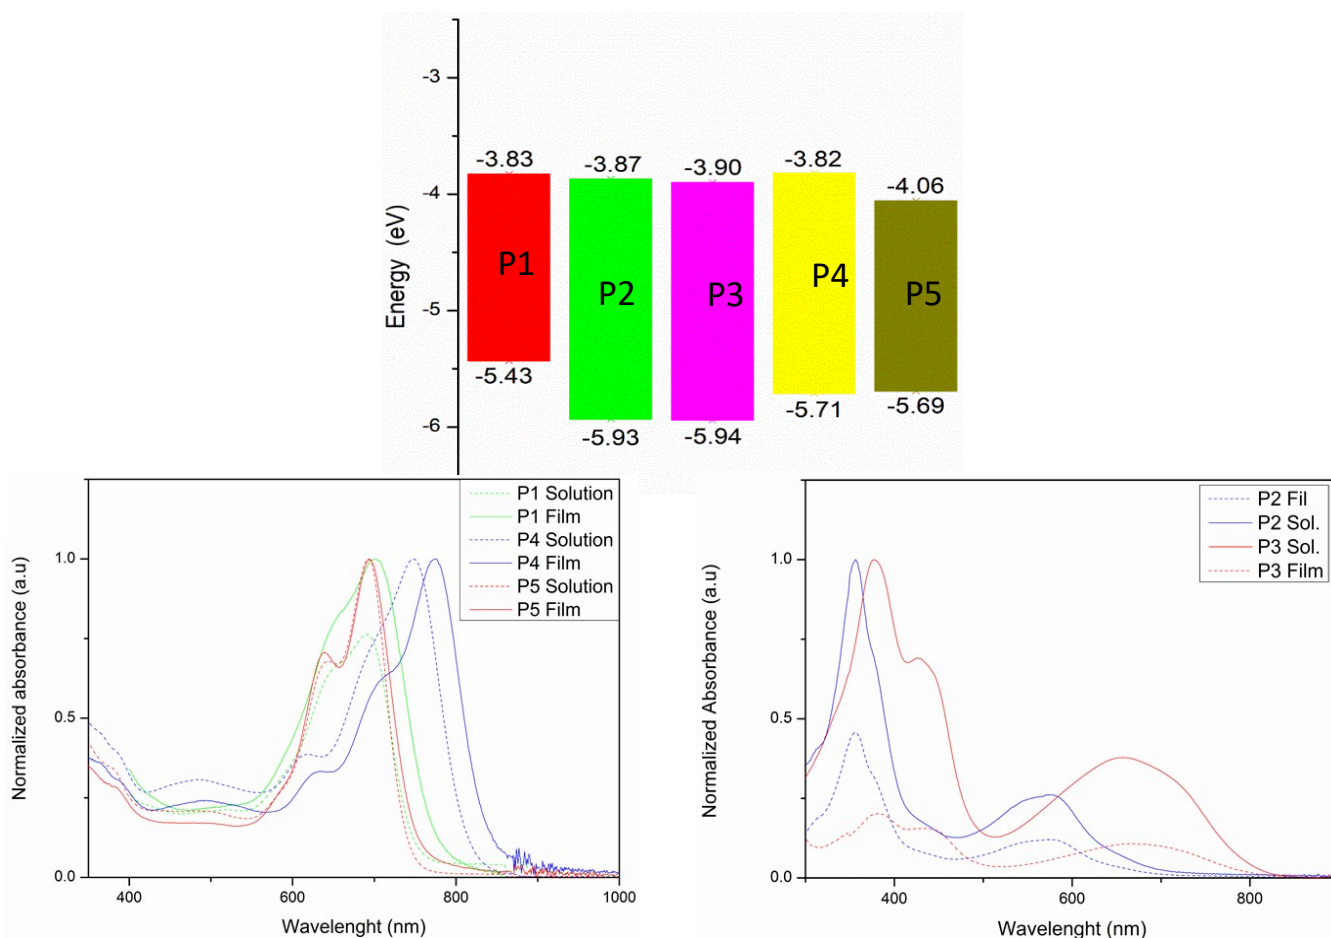 Energy (eV)
-3
-4
-5
-6
-3.83
-3.87
-3.90
-3.82
-4.06
P1
P2
P3
P4
P5
-5.43
-5.93
-5.94
-5.71
-5.69
Normalized absorbance (a.u)
1.0
0.5
0.0
400
600
800
1000
Wavelenght (nm)
P1 Solution
P1 Film
P4 Solution
P4 Film
P5 Solution
P5 Film
Normalized Absorbance (a.u)
1.0
0.5
0.0
400
600
800
Wavelenght (nm)
P2 Fil
P2 Sol.
P3 Sol.
P3 Film